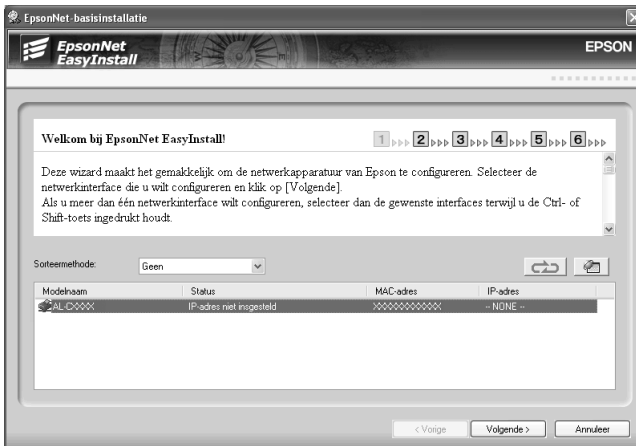 EpsonNet-basisinstallatie
EpsonNet
EasyInstall
EPSON
Welkom bij EpsonNet EasyInstall!
1 2 3 4 5 6
Deze wizard maakt het gemakkelijk om de netwerkapparatuur van Epson te configureren. Selecteer de
netwerkinterface die u wilt configureren en klik op [Volgende].
Als u meer dan één netwerkinterface wilt configureren, selecteer dan de gewenste interfaces terwijl u de Ctrl- of
Shift-toets ingedrukt houdt.
Sorteermethode: Geen
Modelnaam Status MAC-adres IP-adres
AL-CXXXX IP-adres niet insgesteld XXXXXXXXXXXX -- NONE --
< Vorige Volgende > Annuleer